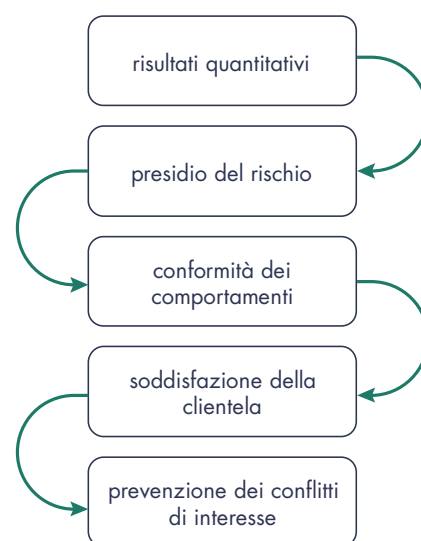 risultati quantitativi
presidio del rischio
conformità dei
comportamenti
soddisfazione della
clientela
prevenzione dei conflitti
di interesse